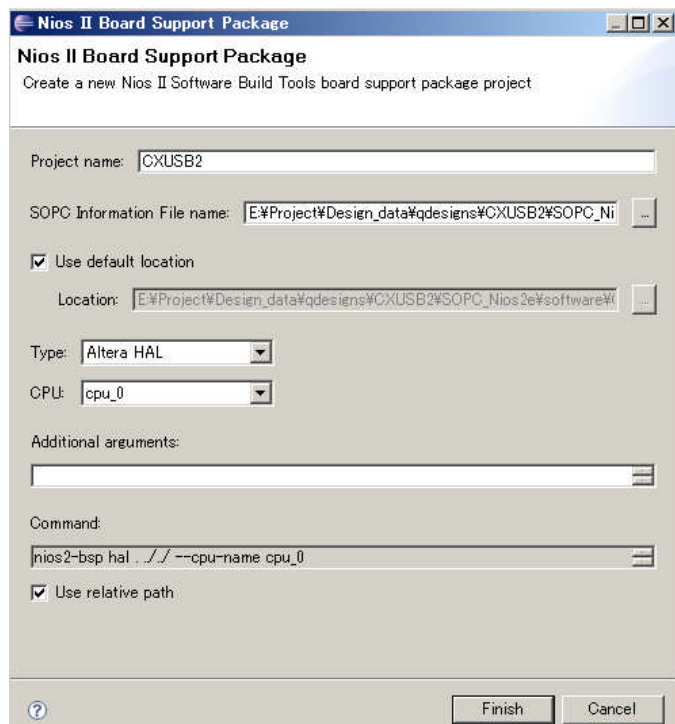 Nios II Board Support Package
Nios II Board Support Package
Create a new Nios II Software Build Tools board support package project
Project name: CXUSB2
SOPC Information File name: E:¥Project¥Design_data¥qdesigns¥CXUSB2¥SOPC_Ni ...
Use default location
Location: E:¥Project¥Design_data¥qdesigns¥CXUSB2¥SOPC_Nios2e¥software¥ ...
Type: Altera HAL
CPU: cpu_0
Additional arguments:
Command:
nios2-bsp hal . ././ --cpu-name cpu_0
Use relative path
? Finish Cancel